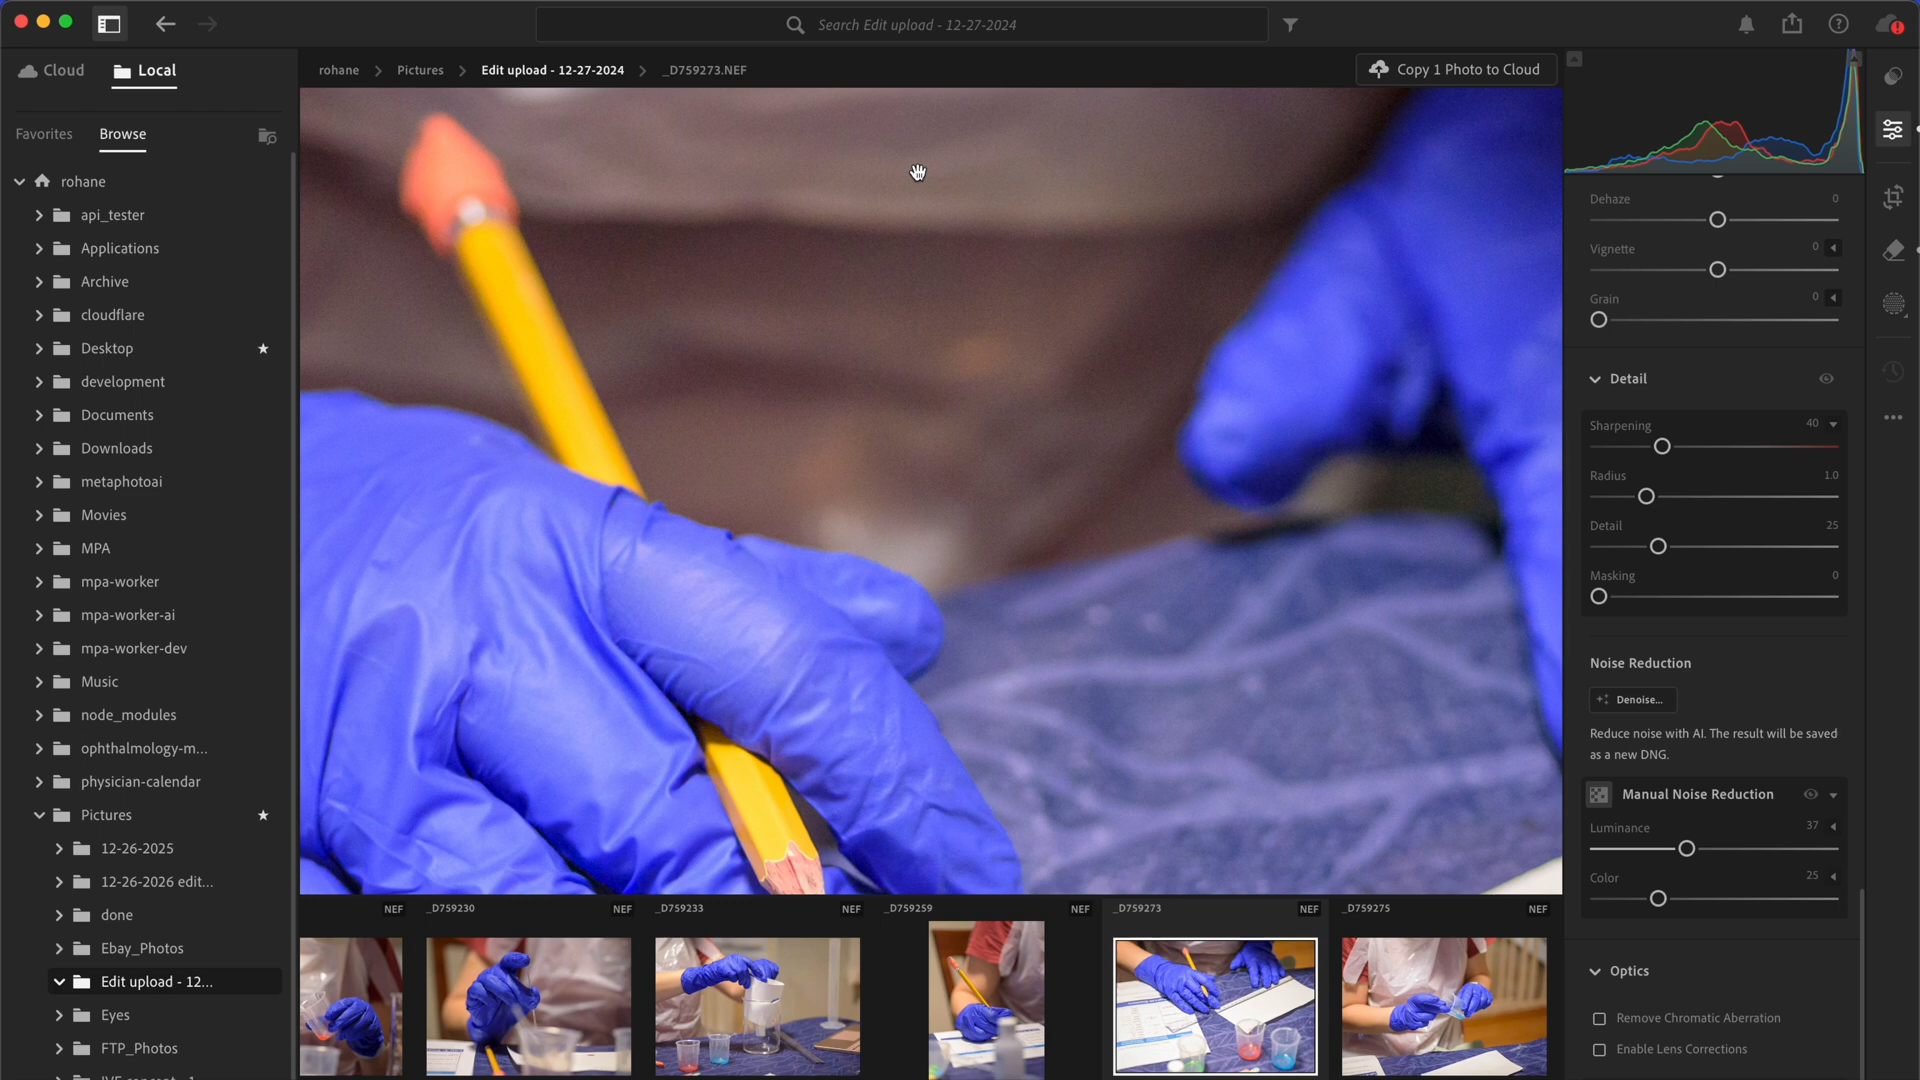 Search Edit upload - 12-27-2024
Cloud
Local
rohane
Pictures
Edit upload - 12-27-2024
_D759273.NEF
Copy 1 Photo to Cloud
Favorites
Browse
rohane
api_tester
Applications
Archive
cloudflare
Desktop
development
Documents
Downloads
metaphotoai
Movies
MPA
mpa-worker
mpa-worker-ai
mpa-worker-dev
Music
node_modules
ophthalmology-m...
physician-calendar
Pictures
12-26-2025
12-26-2026 edit...
done
Ebay_Photos
Edit upload - 12...
Eyes
FTP_Photos
Dehaze 0
Vignette 0
Grain 0
Detail
Sharpening 40
Radius 1.0
Detail 25
Masking 0
Noise Reduction
Denoise...
Reduce noise with AI. The result will be saved
as a new DNG.
Manual Noise Reduction
Luminance 37
Color 25
Optics
Remove Chromatic Aberration
Enable Lens Corrections
NEF
_D759230 NEF
_D759233 NEF
_D759259 NEF
_D759273 NEF
_D759275 NEF